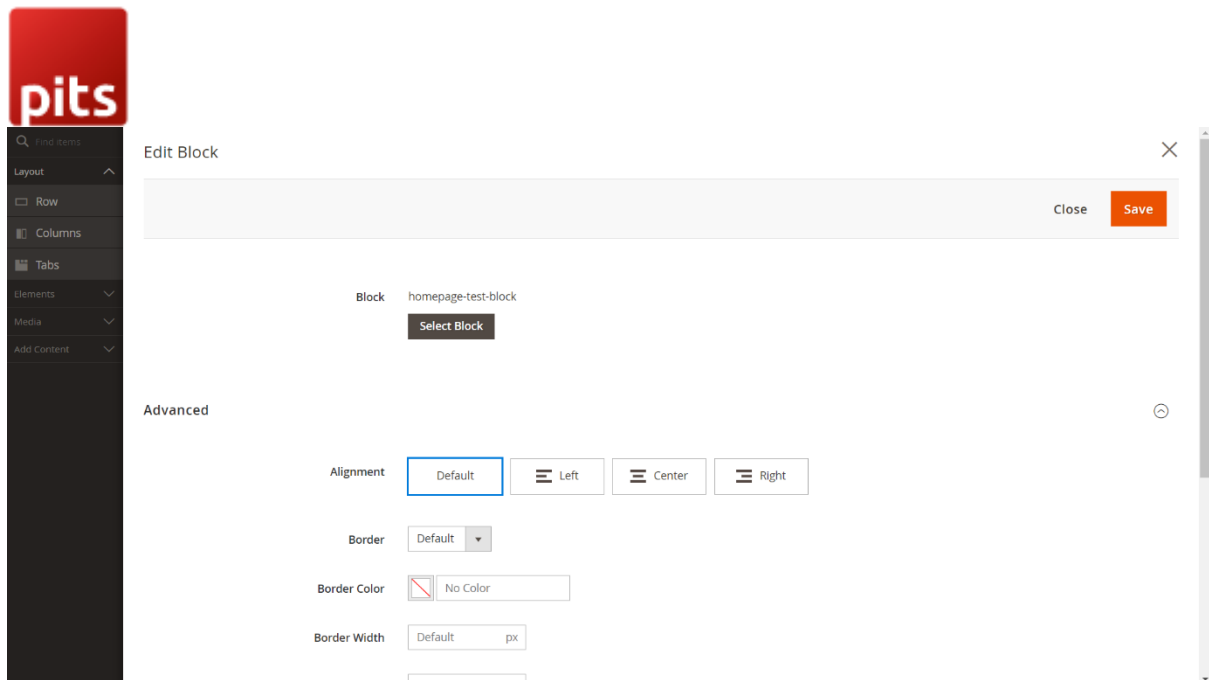 pits
Find items
Edit Block
Layout
Row
Close
Save
Columns
Tabs
Elements
Block
homepage-test-block
Media
Select Block
Add Content
Advanced
Alignment
Default
Left
Center
Right
Border
Default
Border Color
No Color
Border Width
Default
px